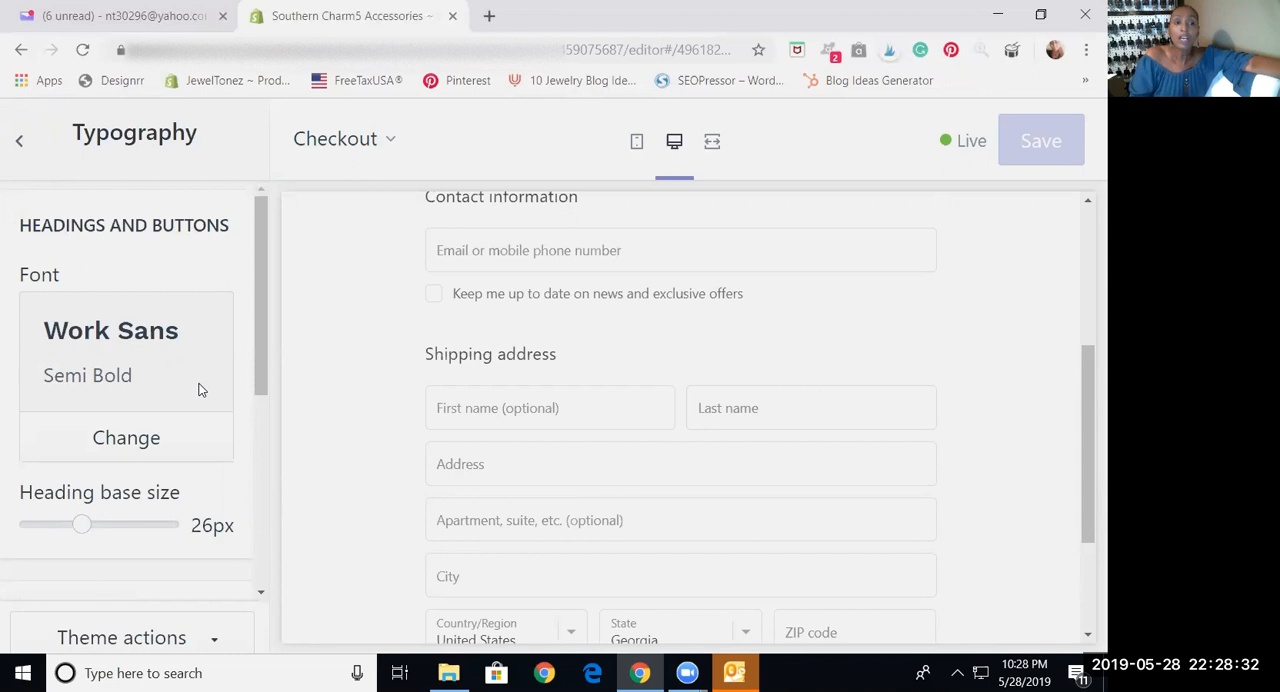 (6 unread) - nt30296@yahoo.co
Southern Charm5 Accessories ~
l59075687/editor#/496182...
2
Apps
Designrr
JewelTonez ~ Prod...
FreeTaxUSA®
Pinterest
10 Jewelry Blog Ide...
SEOPressor – Word...
Blog Ideas Generator
»
Typography
Checkout
Live
Save
HEADINGS AND BUTTONS
Font
Work Sans
Semi Bold
Change
Heading base size
26px
Theme actions
Contact information
Email or mobile phone number
Keep me up to date on news and exclusive offers
Shipping address
First name (optional)
Last name
Address
Apartment, suite, etc. (optional)
City
Country/Region
United States
State
Georgia
ZIP code
Type here to search
10:28 PM
5/28/2019
11
2019-05-28 22:28:32